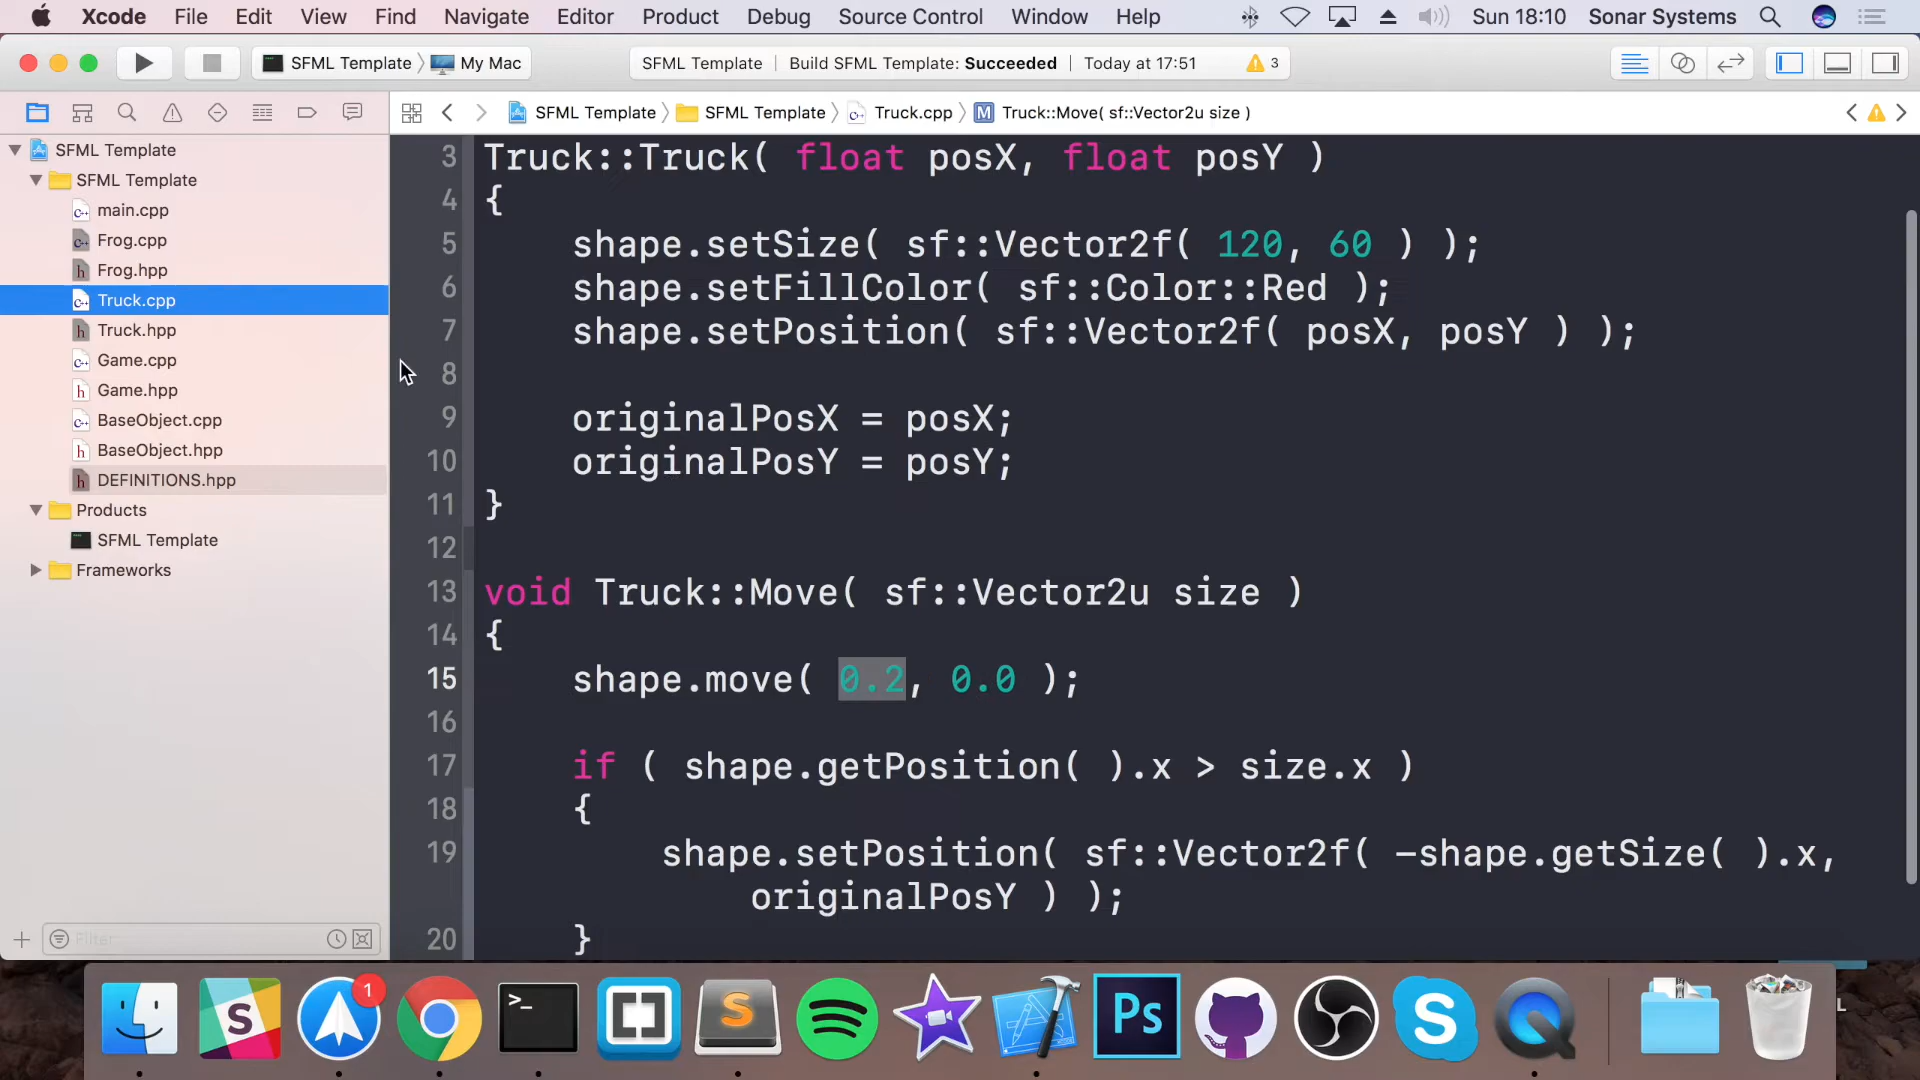 Xcode File Edit View Find Navigate Editor Product Debug Source Control Window Help Sun 18:10 Sonar Systems
SFML Template My Mac SFML Template Build SFML Template: Succeeded Today at 17:51 3
SFML Template SFML Template Truck.cpp M Truck::Move( sf::Vector2u size )
SFML Template
SFML Template
main.cpp
Frog.cpp
Frog.hpp
Truck.cpp
Truck.hpp
Game.cpp
Game.hpp
BaseObject.cpp
BaseObject.hpp
DEFINITIONS.hpp
Products
SFML Template
Frameworks
Filter
3 Truck::Truck( float posX, float posY )
4 {
5 shape.setSize( sf::Vector2f( 120, 60 ) );
6 shape.setFillColor( sf::Color::Red );
7 shape.setPosition( sf::Vector2f( posX, posY ) );
8
9 originalPosX = posX;
10 originalPosY = posY;
11 }
12
13 void Truck::Move( sf::Vector2u size )
14 {
15 shape.move( 0.2, 0.0 );
16
17 if ( shape.getPosition( ).x > size.x )
18 {
19 shape.setPosition( sf::Vector2f( -shape.getSize( ).x,
originalPosY ) );
20 }
1
Ps